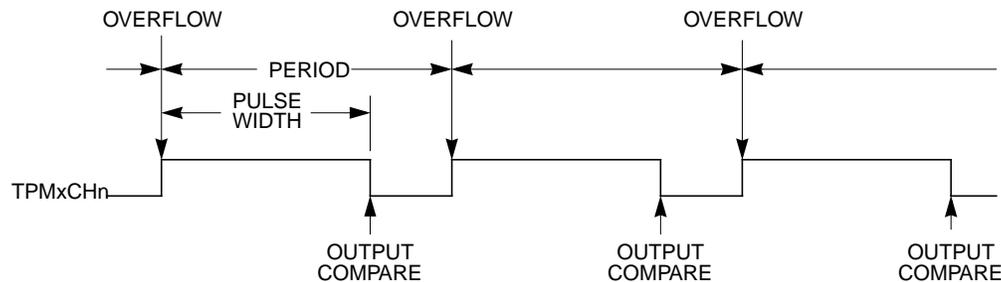 OVERFLOW OVERFLOW OVERFLOW
PERIOD
PULSE
WIDTH
TPMxCHn
OUTPUT OUTPUT OUTPUT
COMPARE COMPARE COMPARE